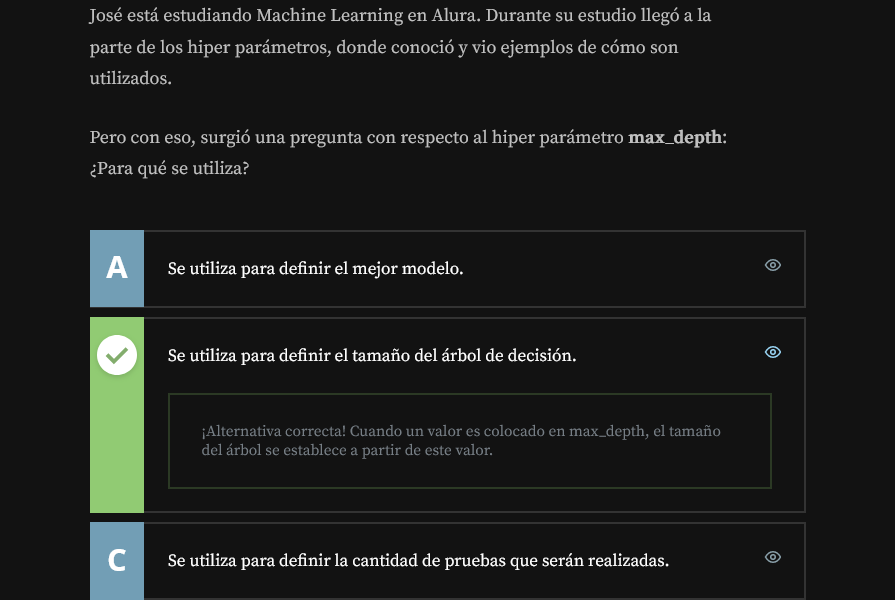 José está estudiando Machine Learning en Alura. Durante su estudio llegó a la
parte de los hiper parámetros, donde conoció y vio ejemplos de cómo son
utilizados.
Pero con eso, surgió una pregunta con respecto al hiper parámetro max_depth:
¿Para qué se utiliza?
A
Se utiliza para definir el mejor modelo.
Se utiliza para definir el tamaño del árbol de decisión.
¡Alternativa correcta! Cuando un valor es colocado en max_depth, el tamaño
del árbol se establece a partir de este valor.
C
Se utiliza para definir la cantidad de pruebas que serán realizadas.